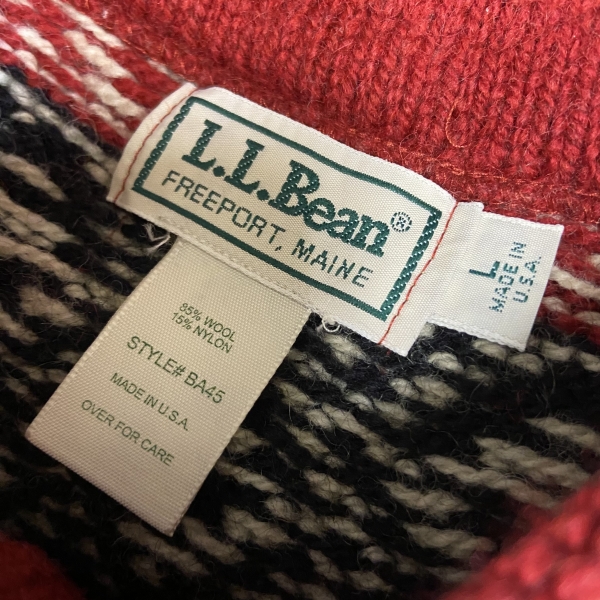 L.L.Bean®
FREEPORT, MAINE
L
MADE IN
U.S.A.
85% WOOL
15% NYLON
STYLE# BA45
MADE IN U.S.A.
OVER FOR CARE